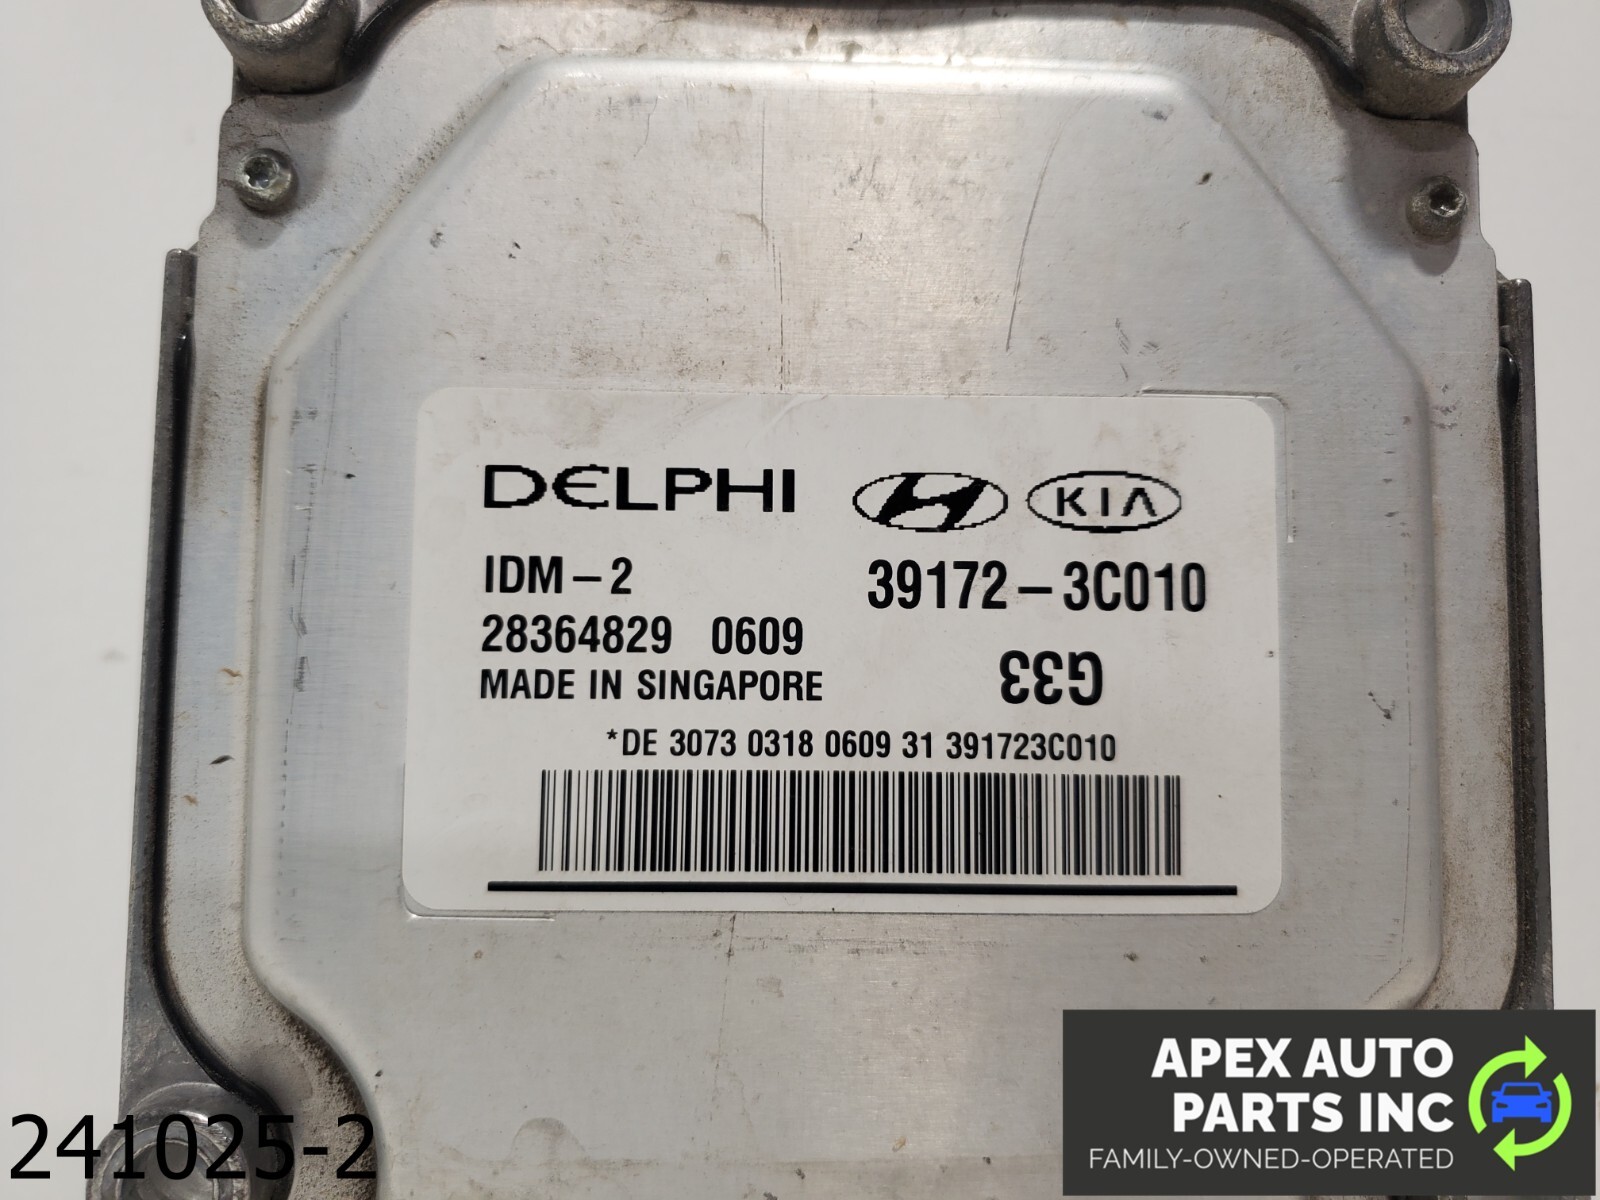 DELPHI KIA
IDM-2 39172-3C010
28364829 0609
G33
MADE IN SINGAPORE
*DE 3073 0318 0609 31 391723C010
APEX AUTO
PARTS INC
FAMILY-OWNED-OPERATED
241025-2